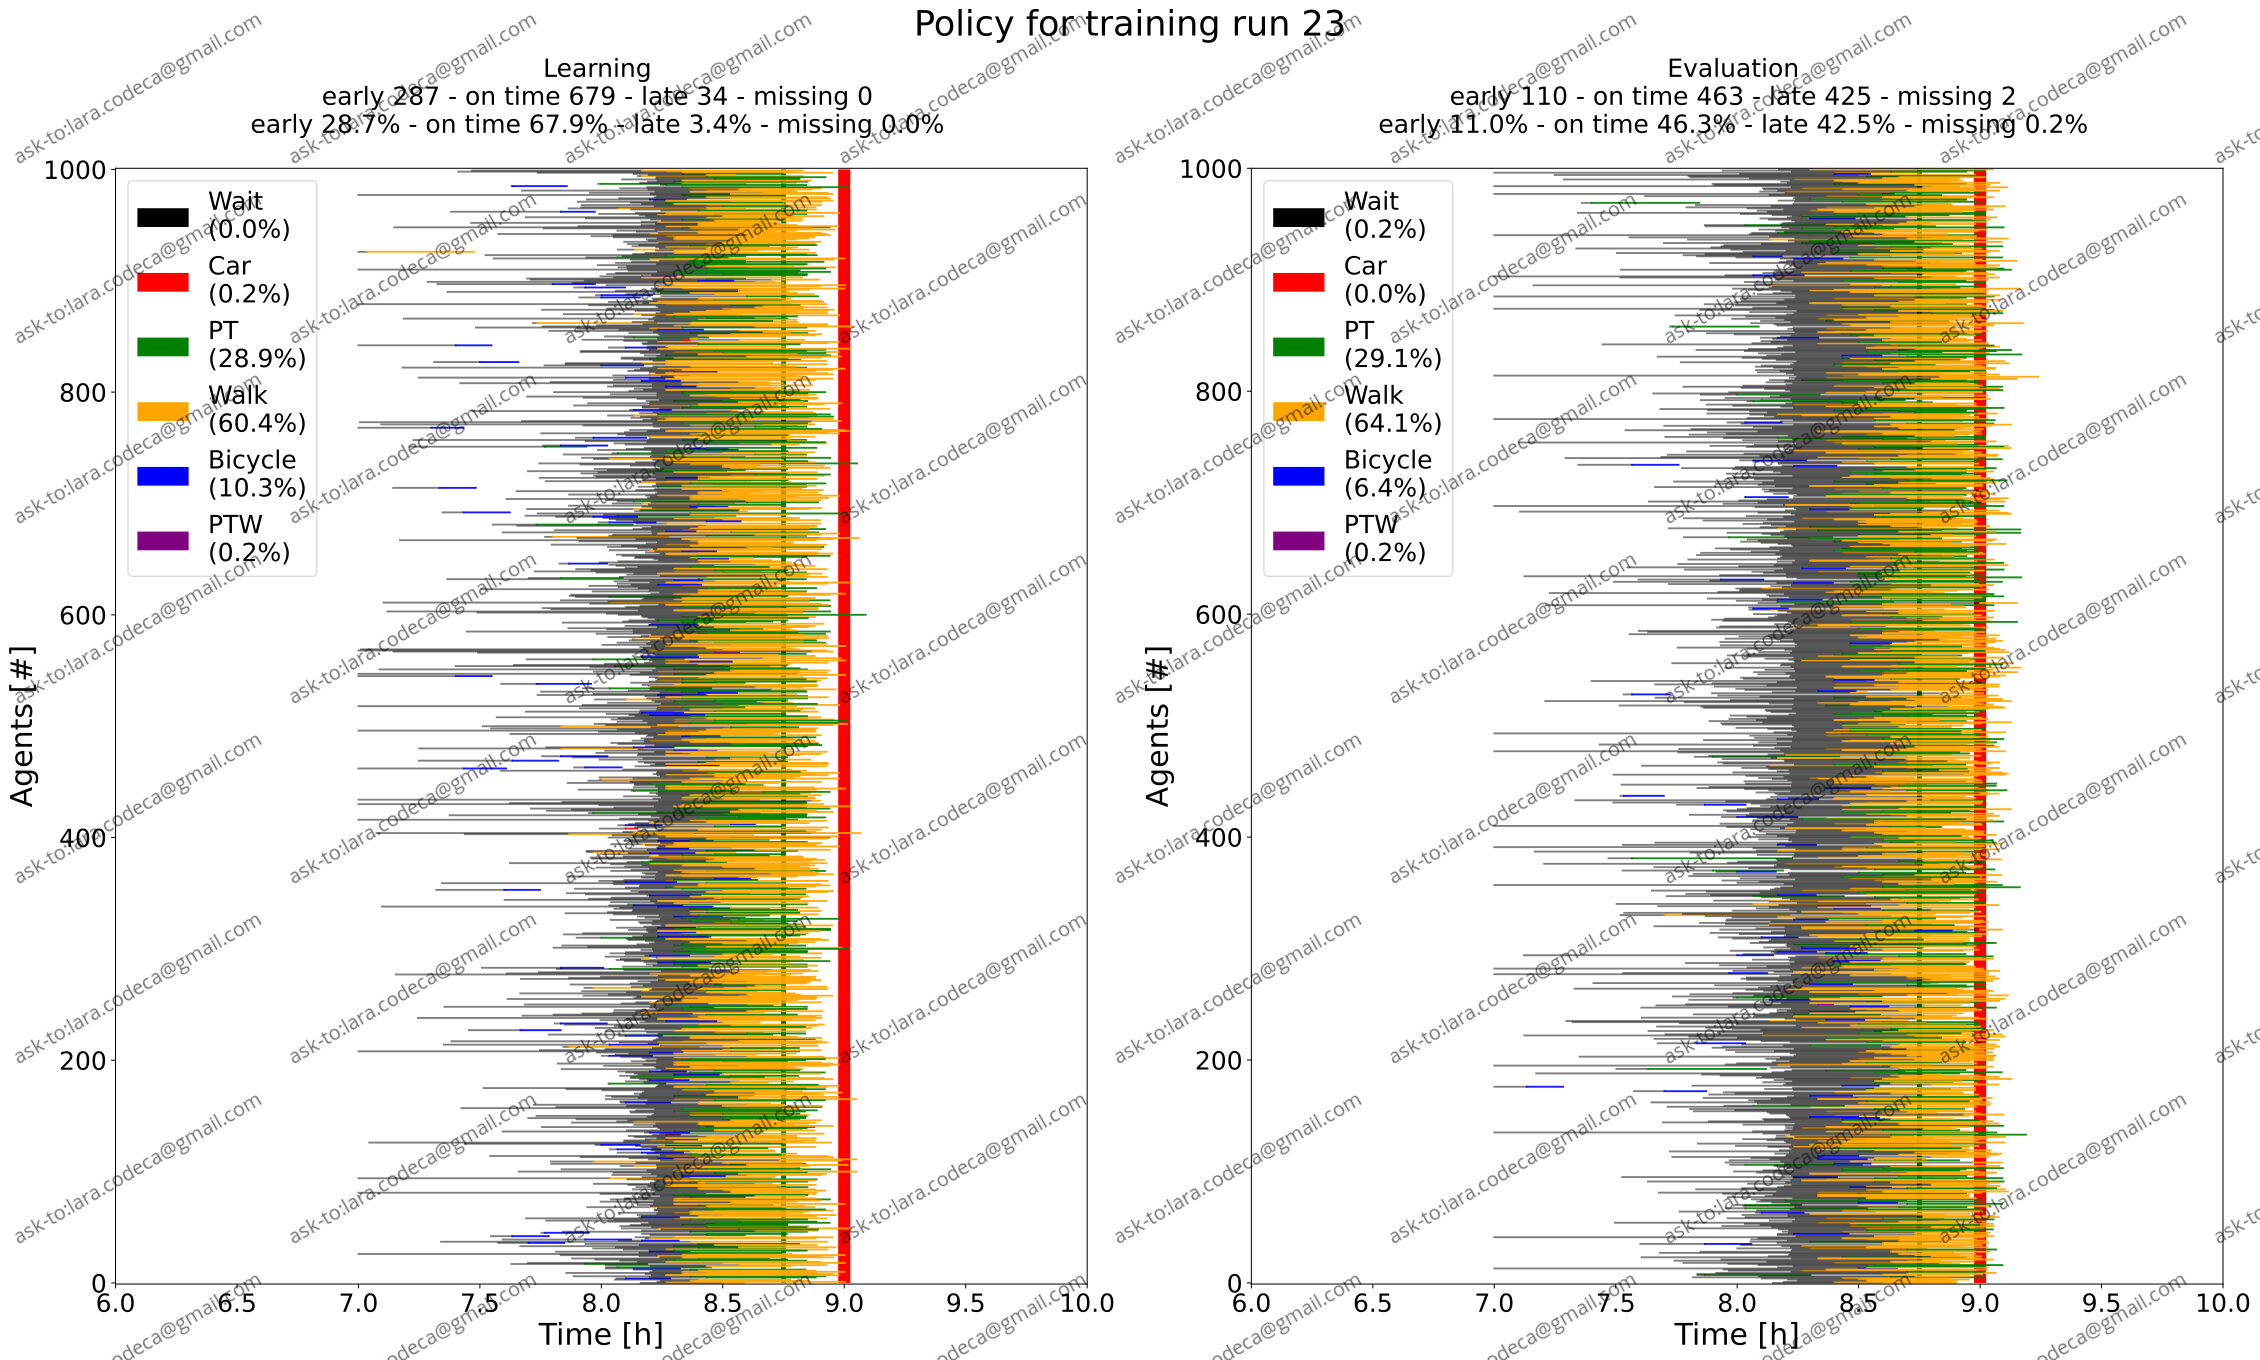 Policy for training run 23
Learning
early 287 - on time 679 - late 34 - missing 0
early 28.7% - on time 67.9% - late 3.4% - missing 0.0%
1000
800
600
400
200
0
Agents [#]
Wait
(0.0%)
Car
(0.2%)
PT
(28.9%)
Walk
(60.4%)
Bicycle
(10.3%)
PTW
(0.2%)
6.0 6.5 7.0 7.5 8.0 8.5 9.0 9.5 10.0
Time [h]
Evaluation
early 110 - on time 463 - late 425 - missing 2
early 11.0% - on time 46.3% - late 42.5% - missing 0.2%
1000
800
600
400
200
0
Agents [#]
Wait
(0.2%)
Car
(0.0%)
PT
(29.1%)
Walk
(64.1%)
Bicycle
(6.4%)
PTW
(0.2%)
6.0 6.5 7.0 7.5 8.0 8.5 9.0 9.5 10.0
Time [h]
ask-to:lara.codeca@gmail.com